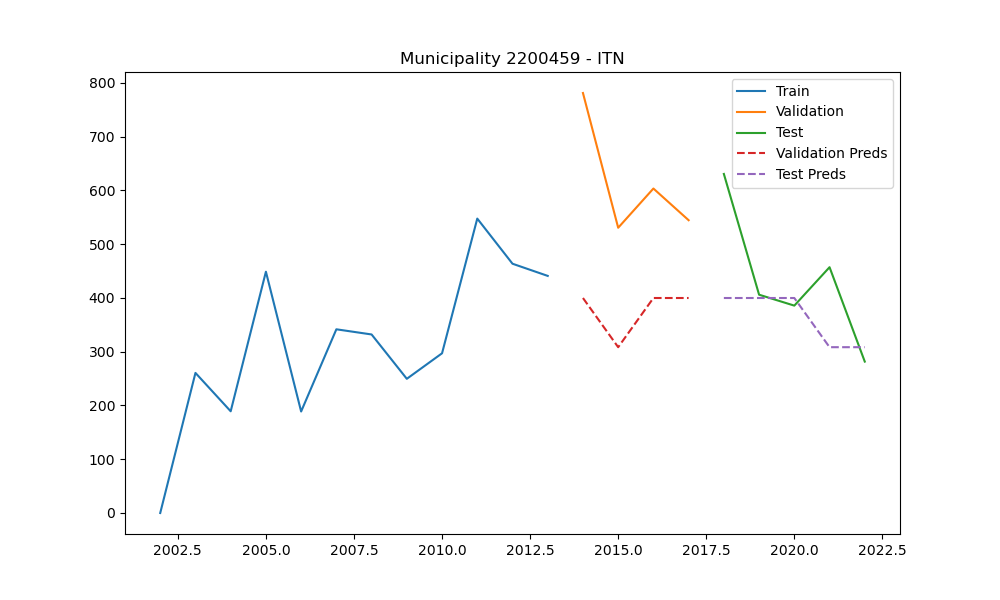 Municipality 2200459 - ITN
800
700
600
500
400
300
200
100
0
2002.5 2005.0 2007.5 2010.0 2012.5 2015.0 2017.5 2020.0 2022.5
Train
Validation
Test
Validation Preds
Test Preds